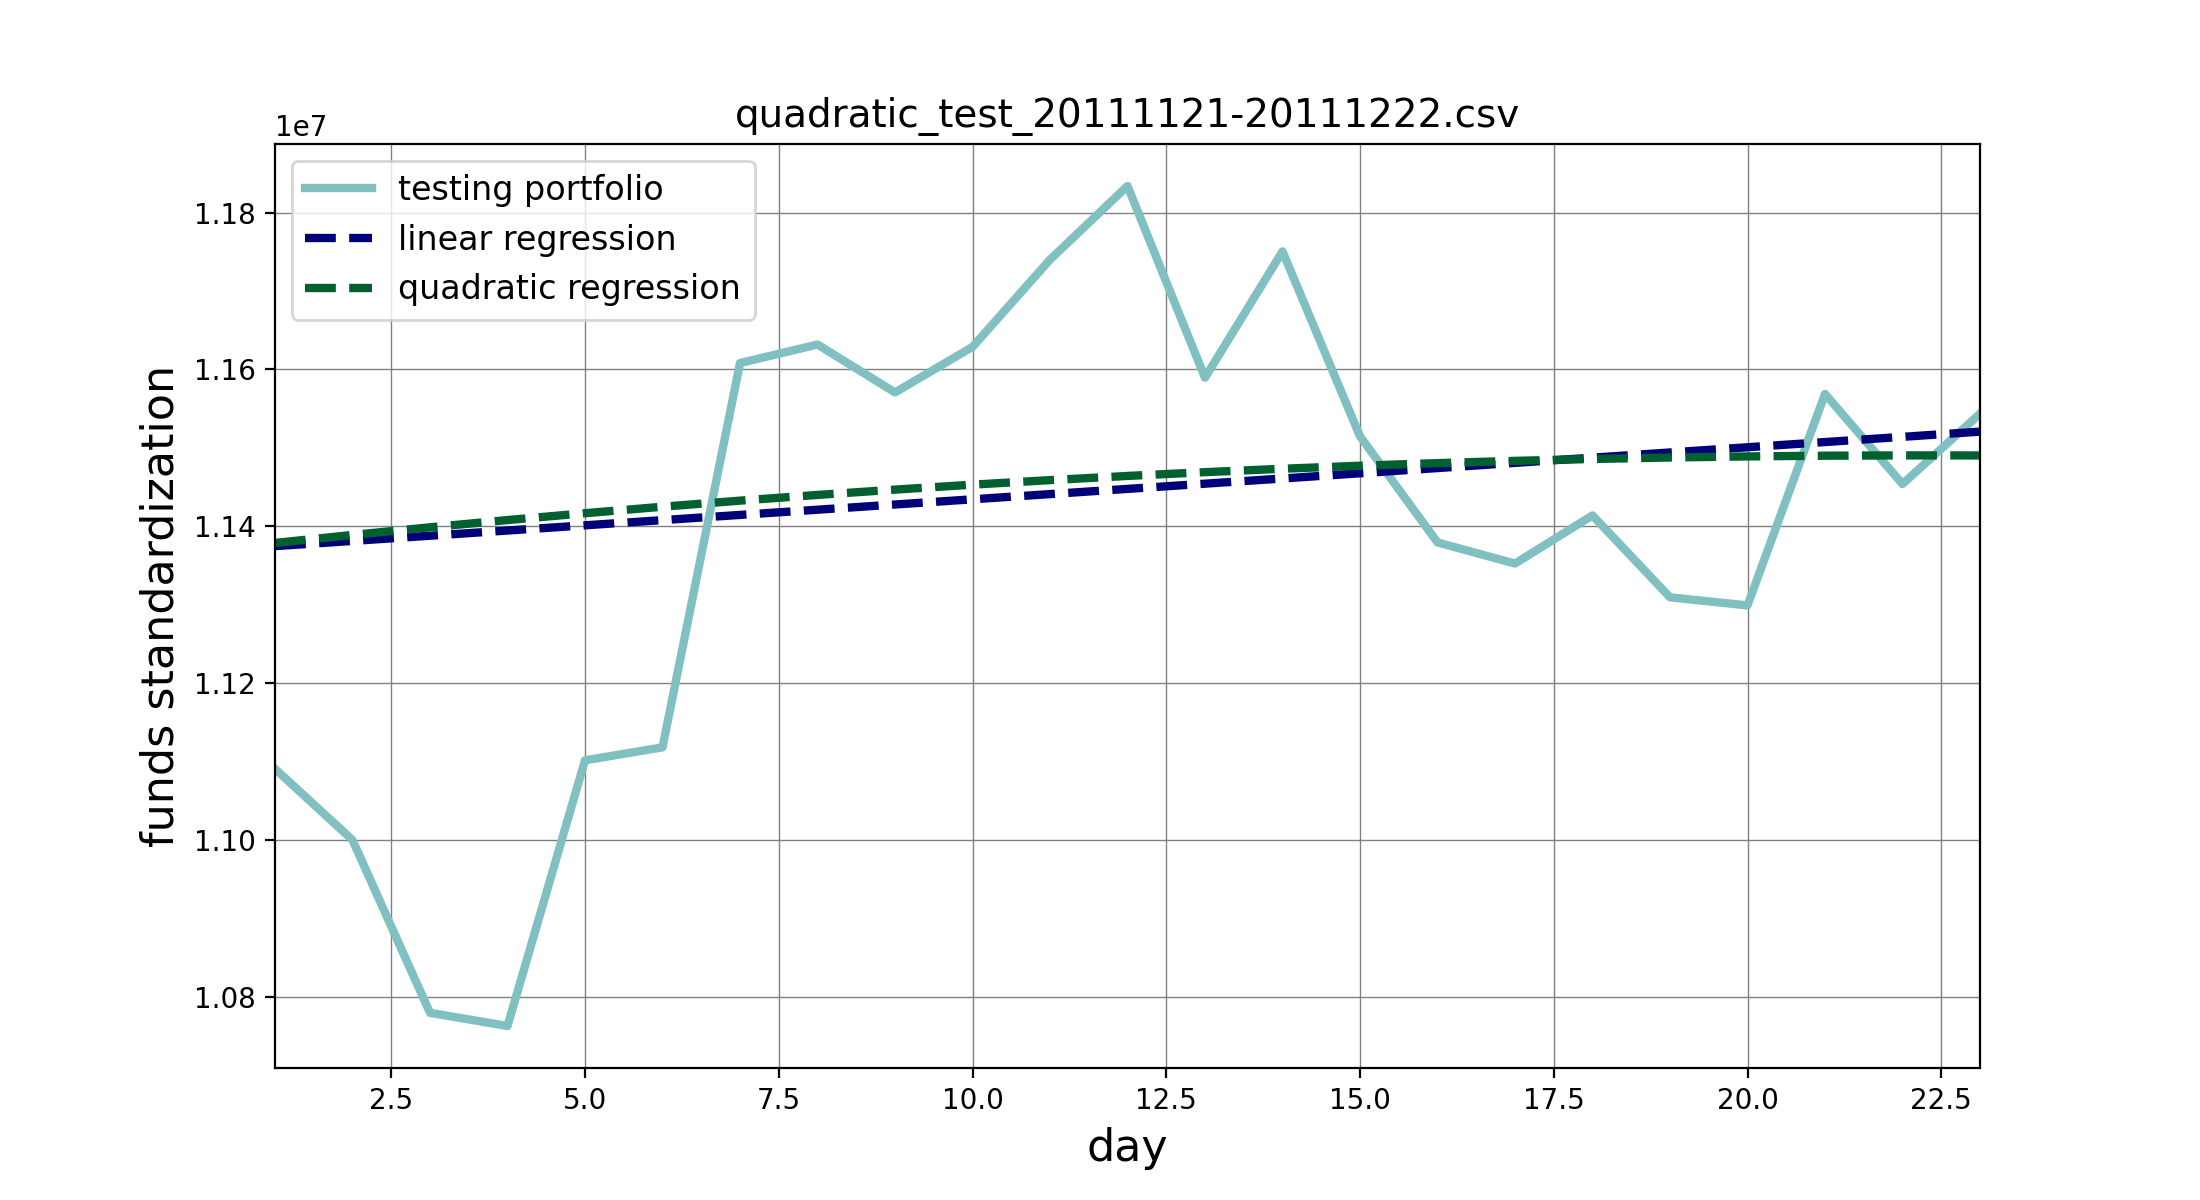 quadratic_test_20111121-20111222.csv
1e7
testing portfolio
linear regression
quadratic regression
1.18
1.16
1.14
1.12
1.10
1.08
funds standardization
2.5 5.0 7.5 10.0 12.5 15.0 17.5 20.0 22.5
day